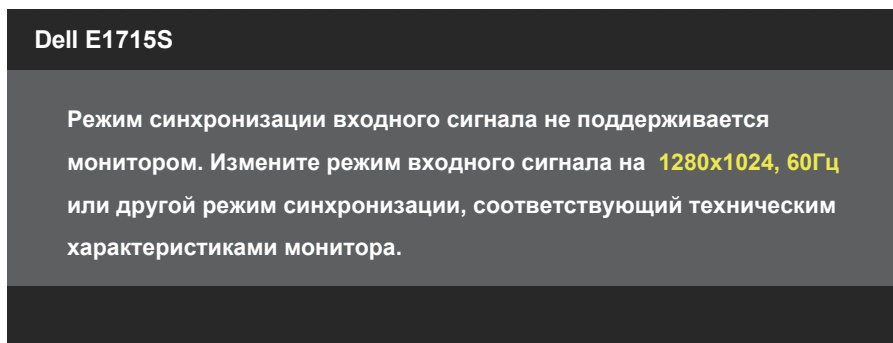 Dell E1715S
Режим синхронизации входного сигнала не поддерживается
монитором. Измените режим входного сигнала на 1280x1024, 60Гц
или другой режим синхронизации, соответствующий техническим
характеристиками монитора.